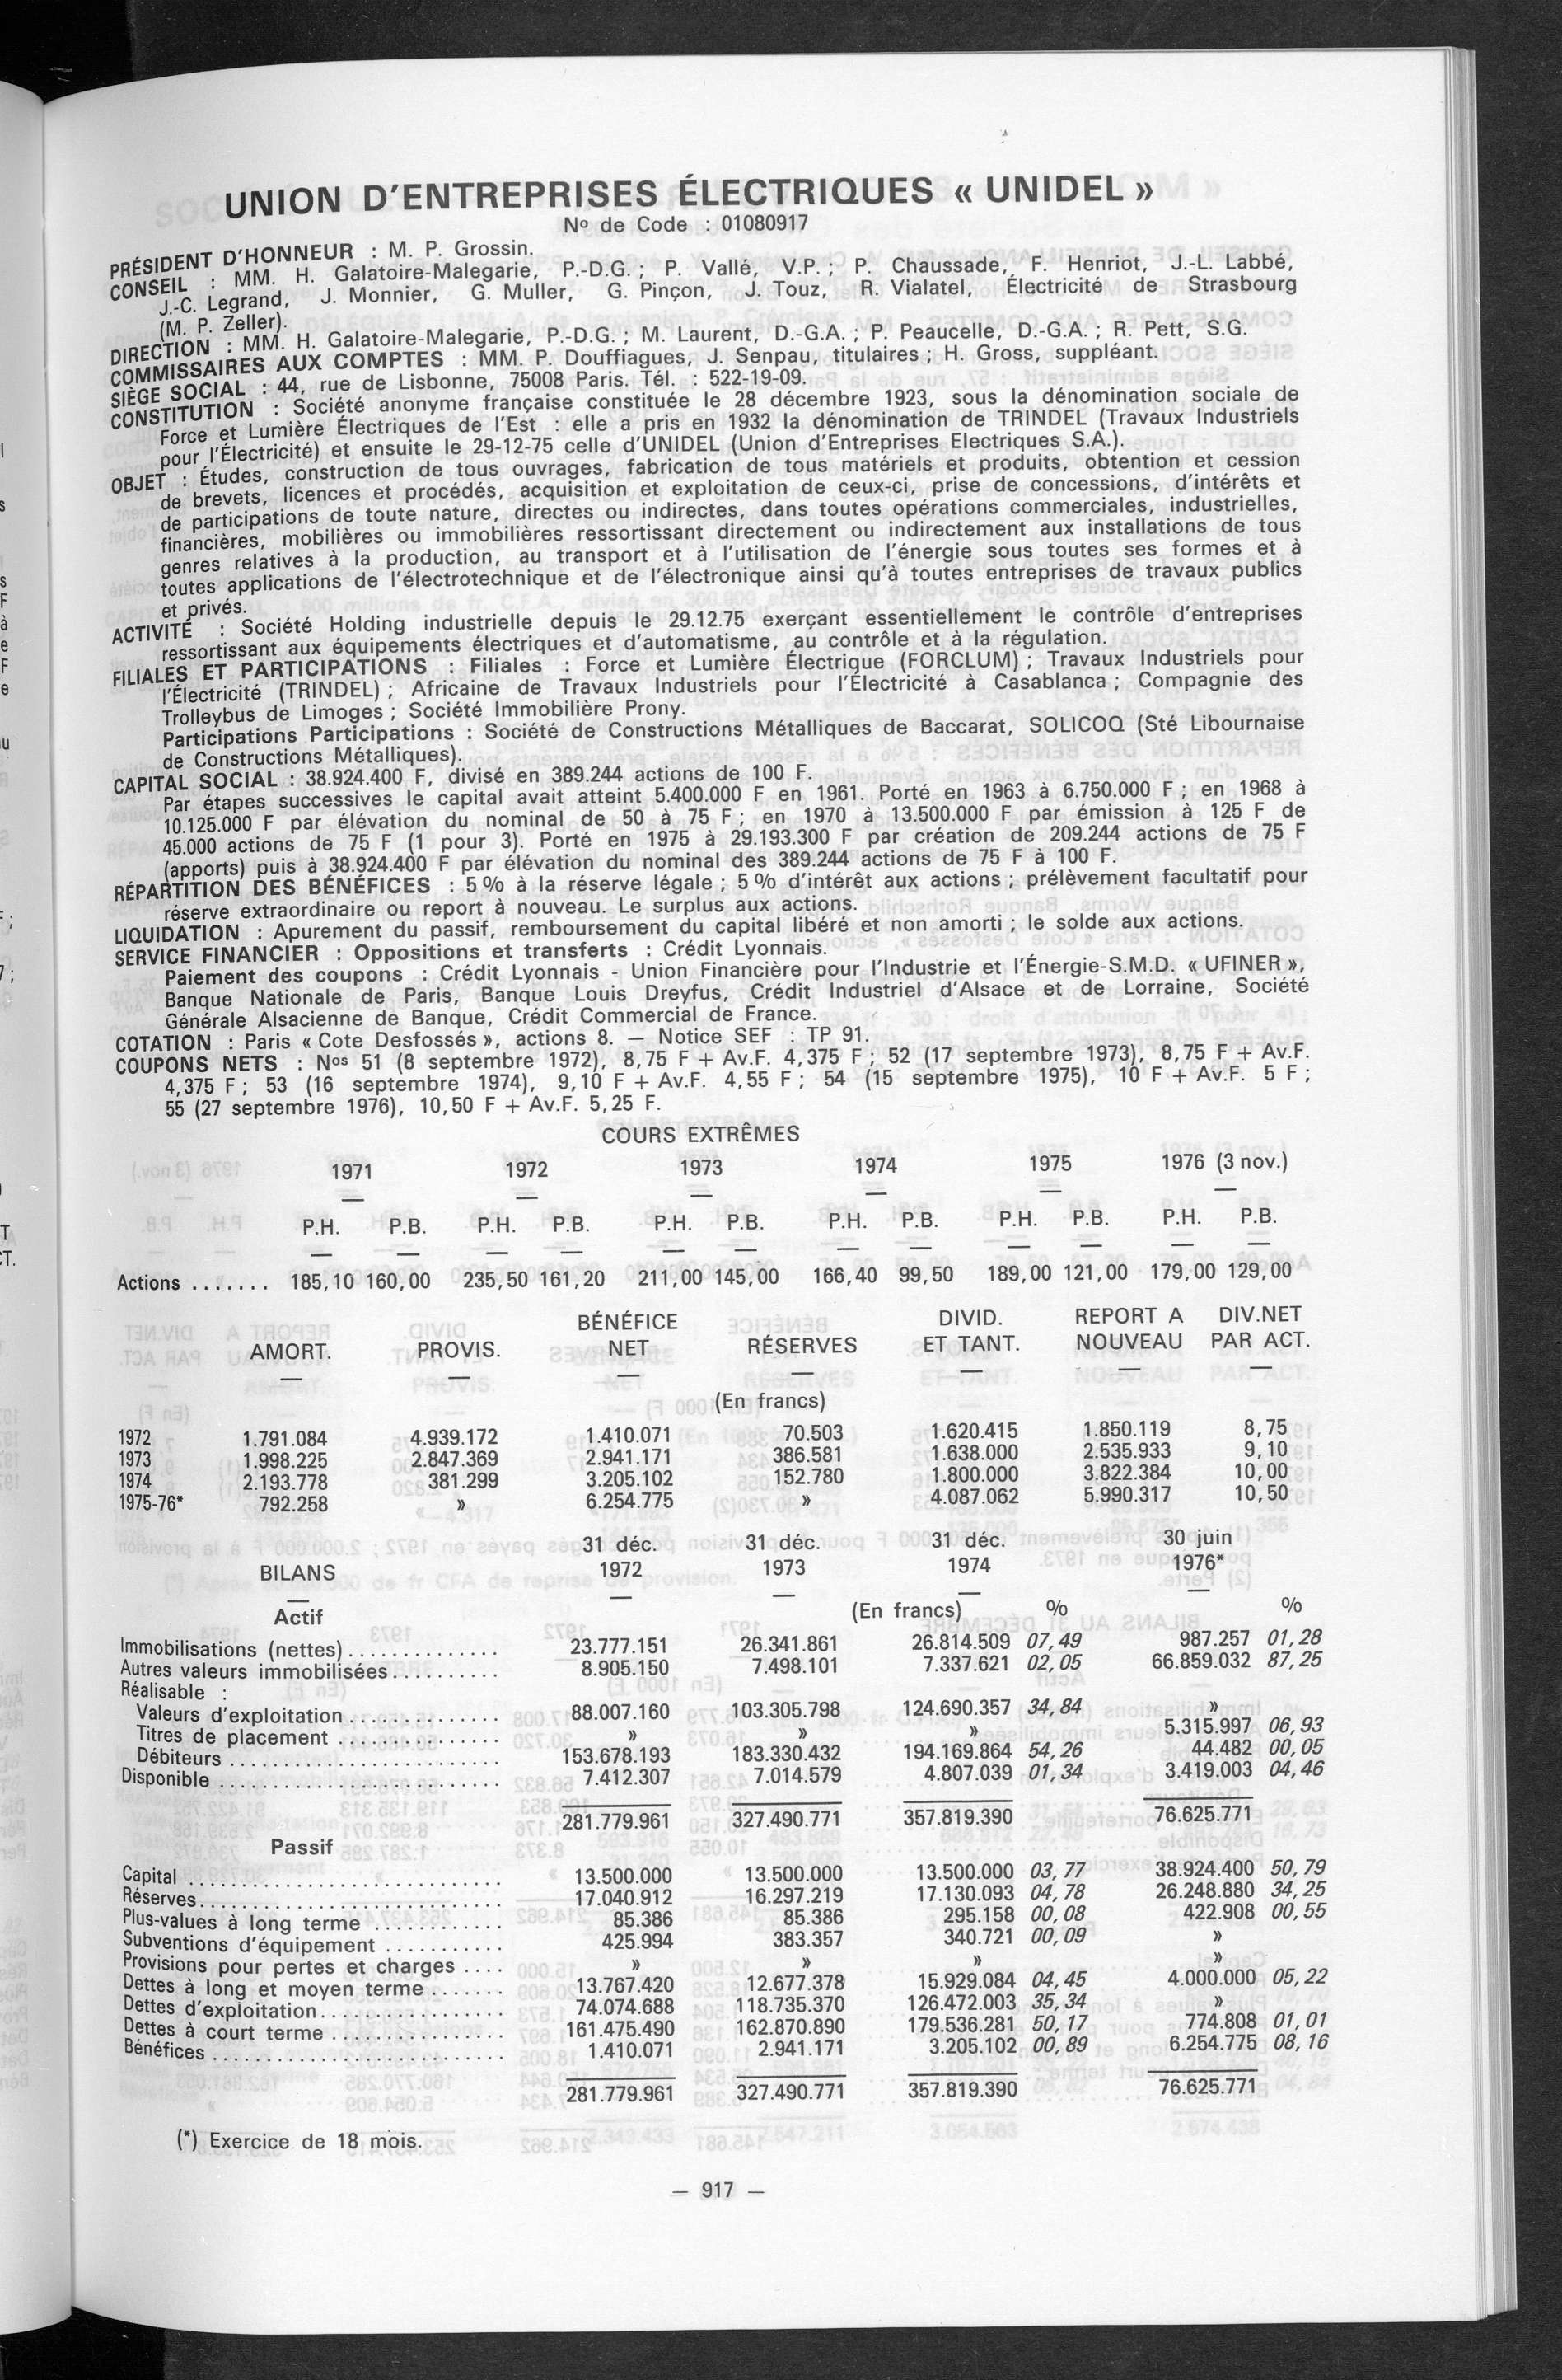 UNION D'ENTREPRISES ÉLECTRIQUES « UNIDEL »
Nº de Code : 01080917
PRÉSIDENT D'HONNEUR : M. P. Grossin.
CONSEIL : MM. H. Galatoire-Malegarie, P.-D.G. ; P. Vallé, V.P. ; P. Chaussade, F. Henriot, J.-L. Labbé,
J.-C. Legrand, J. Monnier, G. Muller, G. Pinçon, J. Touz, R. Vialatel, Électricité de Strasbourg
(M. P. Zeller).
DIRECTION : MM. H. Galatoire-Malegarie, P.-D.G. ; M. Laurent, D.-G.A. ; P. Peaucelle, D.-G.A. ; R. Pett, S.G.
COMMISSAIRES AUX COMPTES : MM. P. Douffiagues, J. Senpau, titulaires ; H. Gross, suppléant.
SIÈGE SOCIAL : 44, rue de Lisbonne, 75008 Paris. Tél. : 522-19-09.
CONSTITUTION : Société anonyme française constituée le 28 décembre 1923, sous la dénomination sociale de
Force et Lumière Électriques de l'Est : elle a pris en 1932 la dénomination de TRINDEL (Travaux Industriels
pour l'Électricité) et ensuite le 29-12-75 celle d'UNIDEL (Union d'Entreprises Electriques S.A.).
OBJET : Études, construction de tous ouvrages, fabrication de tous matériels et produits, obtention et cession
de brevets, licences et procédés, acquisition et exploitation de ceux-ci, prise de concessions, d'intérêts et
de participations de toute nature, directes ou indirectes, dans toutes opérations commerciales, industrielles,
financières, mobilières ou immobilières ressortissant directement ou indirectement aux installations de tous
genres relatives à la production, au transport et à l'utilisation de l'énergie sous toutes ses formes et à
toutes applications de l'électrotechnique et de l'électronique ainsi qu'à toutes entreprises de travaux publics
et privés.
ACTIVITÉ : Société Holding industrielle depuis le 29.12.75 exerçant essentiellement le contrôle d'entreprises
ressortissant aux équipements électriques et d'automatisme, au contrôle et à la régulation.
FILIALES ET PARTICIPATIONS : Filiales : Force et Lumière Électrique (FORCLUM) ; Travaux Industriels pour
l'Électricité (TRINDEL) ; Africaine de Travaux Industriels pour l'Électricité à Casablanca ; Compagnie des
Trolleybus de Limoges ; Société Immobilière Prony.
Participations Participations : Société de Constructions Métalliques de Baccarat, SOLICOQ (Sté Libournaise
de Constructions Métalliques).
CAPITAL SOCIAL : 38.924.400 F, divisé en 389.244 actions de 100 F.
Par étapes successives le capital avait atteint 5.400.000 F en 1961. Porté en 1963 à 6.750.000 F ; en 1968 à
10.125.000 F par élévation du nominal de 50 à 75 F ; en 1970 à 13.500.000 F par émission à 125 F de
45.000 actions de 75 F (1 pour 3). Porté en 1975 à 29.193.300 F par création de 209.244 actions de 75 F
(apports) puis à 38.924.400 F par élévation du nominal des 389.244 actions de 75 F à 100 F.
RÉPARTITION DES BÉNÉFICES : 5 % à la réserve légale ; 5 % d'intérêt aux actions ; prélèvement facultatif pour
réserve extraordinaire ou report à nouveau. Le surplus aux actions.
LIQUIDATION : Apurement du passif, remboursement du capital libéré et non amorti ; le solde aux actions.
SERVICE FINANCIER : Oppositions et transferts : Crédit Lyonnais.
Paiement des coupons : Crédit Lyonnais - Union Financière pour l'Industrie et l'Énergie-S.M.D. « UFINER »,
Banque Nationale de Paris, Banque Louis Dreyfus, Crédit Industriel d'Alsace et de Lorraine, Société
Générale Alsacienne de Banque, Crédit Commercial de France.
COTATION : Paris « Cote Desfossés », actions 8. — Notice SEF : TP 91.
COUPONS NETS : Nos 51 (8 septembre 1972), 8,75 F + Av.F. 4,375 F ; 52 (17 septembre 1973), 8,75 F + Av.F.
4,375 F ; 53 (16 septembre 1974), 9,10 F + Av.F. 4,55 F ; 54 (15 septembre 1975), 10 F + Av.F. 5 F ;
55 (27 septembre 1976), 10,50 F + Av.F. 5,25 F.
COURS EXTRÊMES
1971 1972 1973 1974 1975 1976 (3 nov.)
P.H. P.B. P.H. P.B. P.H. P.B. P.H. P.B. P.H. P.B. P.H. P.B.
Actions ....... 185,10 160,00 235,50 161,20 211,00 145,00 166,40 99,50 189,00 121,00 179,00 129,00
BÉNÉFICE DIVID. REPORT A DIV.NET
AMORT. PROVIS. NET RÉSERVES ET TANT. NOUVEAU PAR ACT.
(En francs)
1972 1.791.084 4.939.172 1.410.071 70.503 1.620.415 1.850.119 8,75
1973 1.998.225 2.847.369 2.941.171 386.581 1.638.000 2.535.933 9,10
1974 2.193.778 381.299 3.205.102 152.780 1.800.000 3.822.384 10,00
1975-76* 792.258 » 6.254.775 » 4.087.062 5.990.317 10,50
31 déc. 31 déc. 31 déc. 30 juin
BILANS 1972 1973 1974 1976*
Actif (En francs) % %
Immobilisations (nettes) .............. 23.777.151 26.341.861 26.814.509 07,49 987.257 01,28
Autres valeurs immobilisées .......... 8.905.150 7.498.101 7.337.621 02,05 66.859.032 87,25
Réalisable :
Valeurs d'exploitation .............. 88.007.160 103.305.798 124.690.357 34,84 »
Titres de placement ............... » » » 5.315.997 06,93
Débiteurs ......................... 153.678.193 183.330.432 194.169.864 54,26 44.482 00,05
Disponible .......................... 7.412.307 7.014.579 4.807.039 01,34 3.419.003 04,46
281.779.961 327.490.771 357.819.390 76.625.771
Passif
Capital ............................. 13.500.000 13.500.000 13.500.000 03,77 38.924.400 50,79
Réserves............................. 17.040.912 16.297.219 17.130.093 04,78 26.248.880 34,25
Plus-values à long terme ............ 85.386 85.386 295.158 00,08 422.908 00,55
Subventions d'équipement ........... 425.994 383.357 340.721 00,09 »
Provisions pour pertes et charges .... » » » »
Dettes à long et moyen terme ....... 13.767.420 12.677.378 15.929.084 04,45 4.000.000 05,22
Dettes d'exploitation ................. 74.074.688 118.735.370 126.472.003 35,34 »
Dettes à court terme ................ 161.475.490 162.870.890 179.536.281 50,17 774.808 01,01
Bénéfices ........................... 1.410.071 2.941.171 3.205.102 00,89 6.254.775 08,16
281.779.961 327.490.771 357.819.390 76.625.771
(*) Exercice de 18 mois.
— 917 —